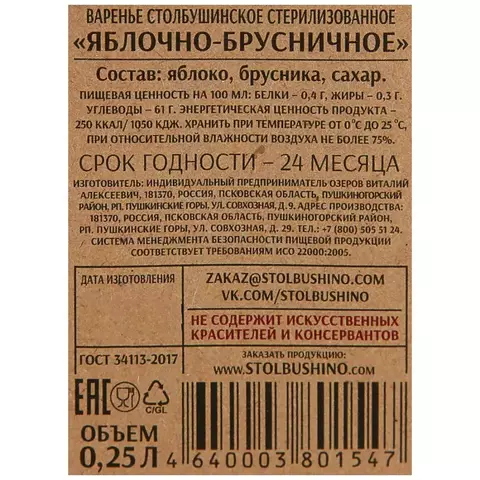 ВАРЕНЬЕ СТОЛБУШИНСКОЕ СТЕРИЛИЗОВАННОЕ
«ЯБЛОЧНО-БРУСНИЧНОЕ»
Состав: яблоко, брусника, сахар.
ПИЩЕВАЯ ЦЕННОСТЬ НА 100 МЛ: БЕЛКИ – 0,4 Г, ЖИРЫ – 0,3 Г.
УГЛЕВОДЫ – 61 Г. ЭНЕРГЕТИЧЕСКАЯ ЦЕННОСТЬ ПРОДУКТА –
250 ККАЛ/ 1050 КДЖ. ХРАНИТЬ ПРИ ТЕМПЕРАТУРЕ ОТ 0°С ДО 25°С,
ПРИ ОТНОСИТЕЛЬНОЙ ВЛАЖНОСТИ ВОЗДУХА НЕ БОЛЕЕ 75%.
СРОК ГОДНОСТИ – 24 МЕСЯЦА
ИЗГОТОВИТЕЛЬ: ИНДИВИДУАЛЬНЫЙ ПРЕДПРИНИМАТЕЛЬ ОЗЕРОВ ВИТАЛИЙ
АЛЕКСЕЕВИЧ, 181370, РОССИЯ, ПСКОВСКАЯ ОБЛАСТЬ, ПУШКИНОГОРСКИЙ
РАЙОН, РП. ПУШКИНСКИЕ ГОРЫ, УЛ. СОВХОЗНАЯ, Д. 9. АДРЕС ПРОИЗВОДСТВА:
181370, РОССИЯ, ПСКОВСКАЯ ОБЛАСТЬ, ПУШКИНОГОРСКИЙ РАЙОН,
РП. ПУШКИНСКИЕ ГОРЫ, УЛ. СОВХОЗНАЯ, Д. 29. ТЕЛ.: +7 (800) 505 51 24.
СИСТЕМА МЕНЕДЖМЕНТА БЕЗОПАСНОСТИ ПИЩЕВОЙ ПРОДУКЦИИ
СООТВЕТСТВУЕТ ТРЕБОВАНИЯМ ИСО 22000:2005.
ДАТА ИЗГОТОВЛЕНИЯ
ZAKAZ@STOLBUSHINO.COM
VK.COM/STOLBUSHINO
НЕ СОДЕРЖИТ ИСКУССТВЕННЫХ
КРАСИТЕЛЕЙ И КОНСЕРВАНТОВ
ГОСТ 34113-2017
ЗАКАЗАТЬ ПРОДУКЦИЮ:
WWW.STOLBUSHINO.COM
EAC
C/GL
ОБЪЕМ
0,25Л
4 640003 801547